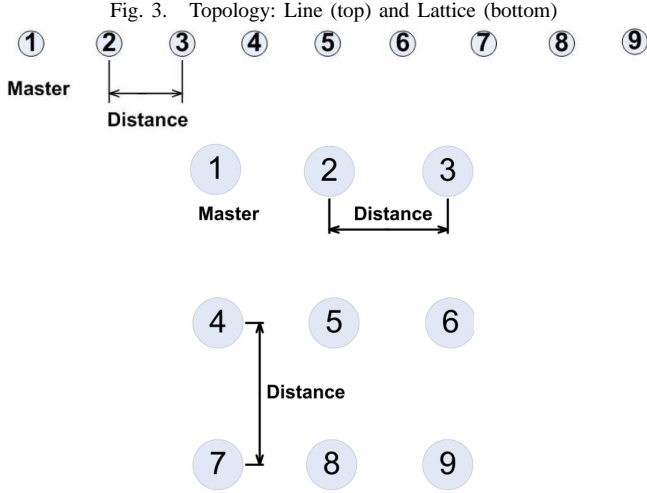 Fig. 3. Topology: Line (top) and Lattice (bottom)
1 2 3 4 5 6 7 8 9
Master
Distance
1 2 3
Master Distance
4 5 6
Distance
7 8 9